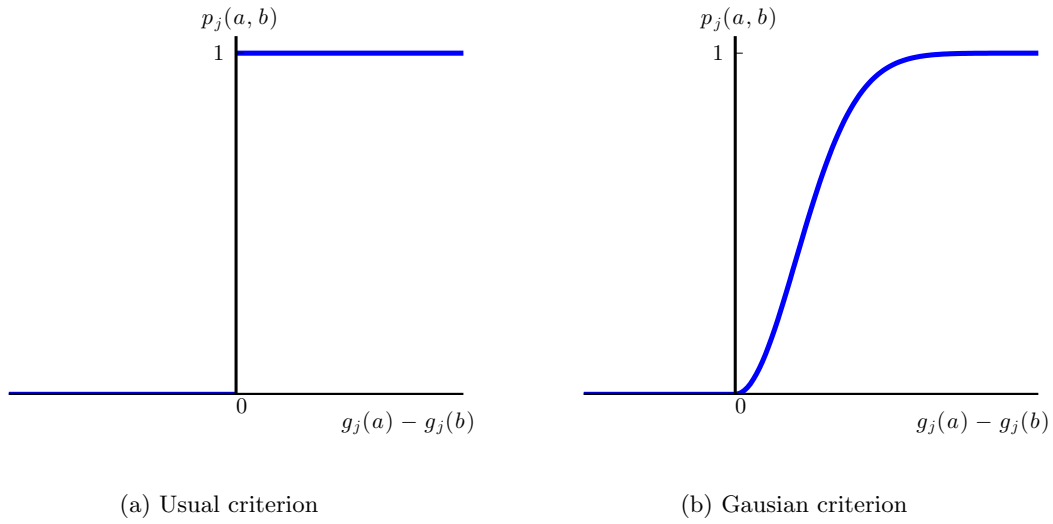 p_j(a, b)
1
0
g_j(a) − g_j(b)
(a) Usual criterion
p_j(a, b)
1
0
g_j(a) − g_j(b)
(b) Gausian criterion